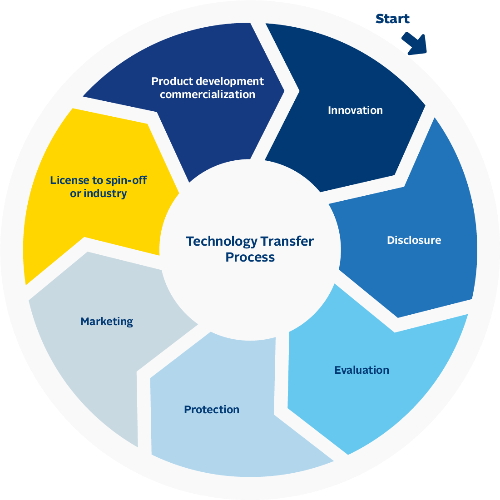 Start
Innovation
Disclosure
Evaluation
Protection
Marketing
License to spin-off
or industry
Product development
commercialization
Technology Transfer
Process